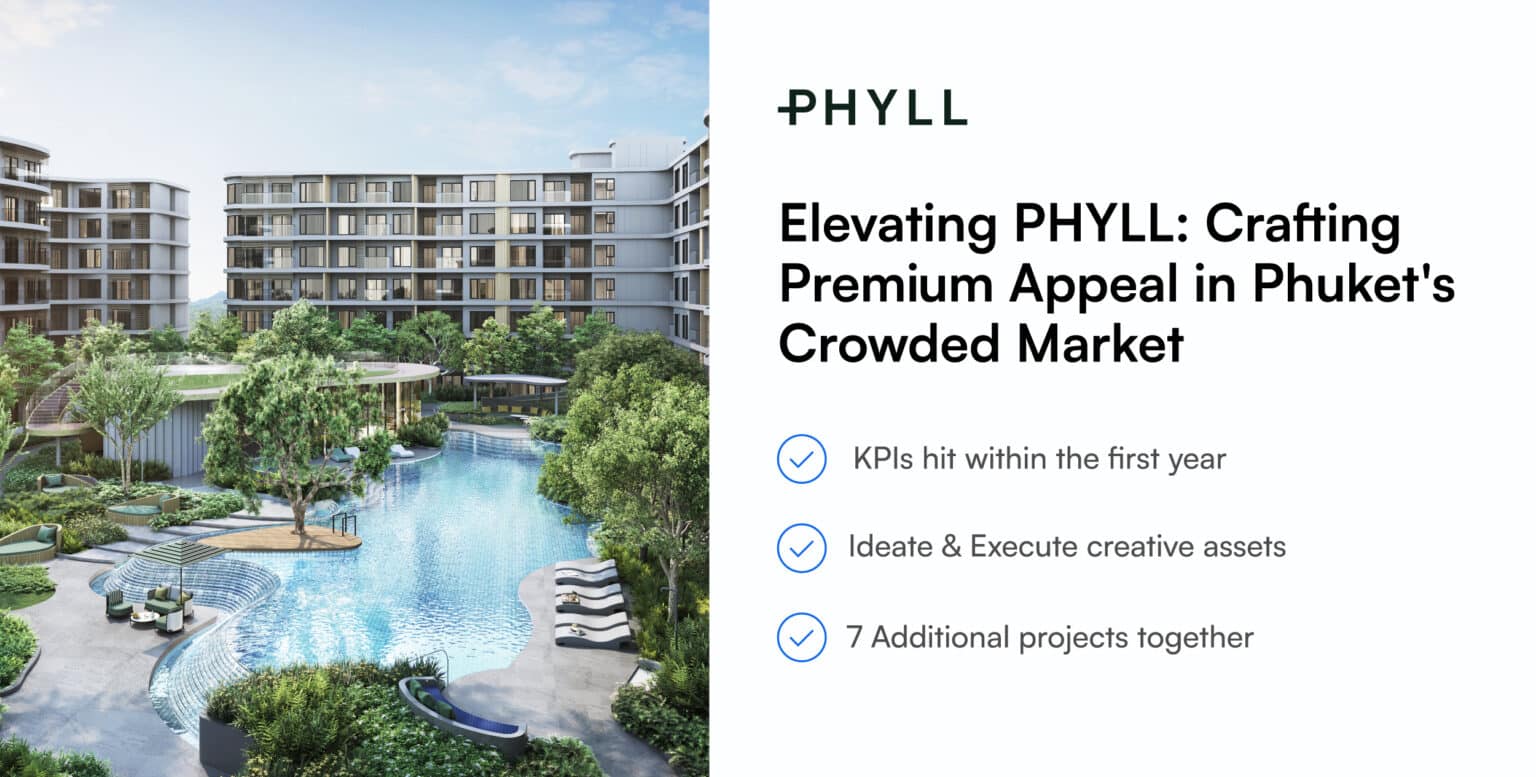 PHYLL
Elevating PHYLL: Crafting
Premium Appeal in Phuket's
Crowded Market
KPIs hit within the first year
Ideate & Execute creative assets
7 Additional projects together